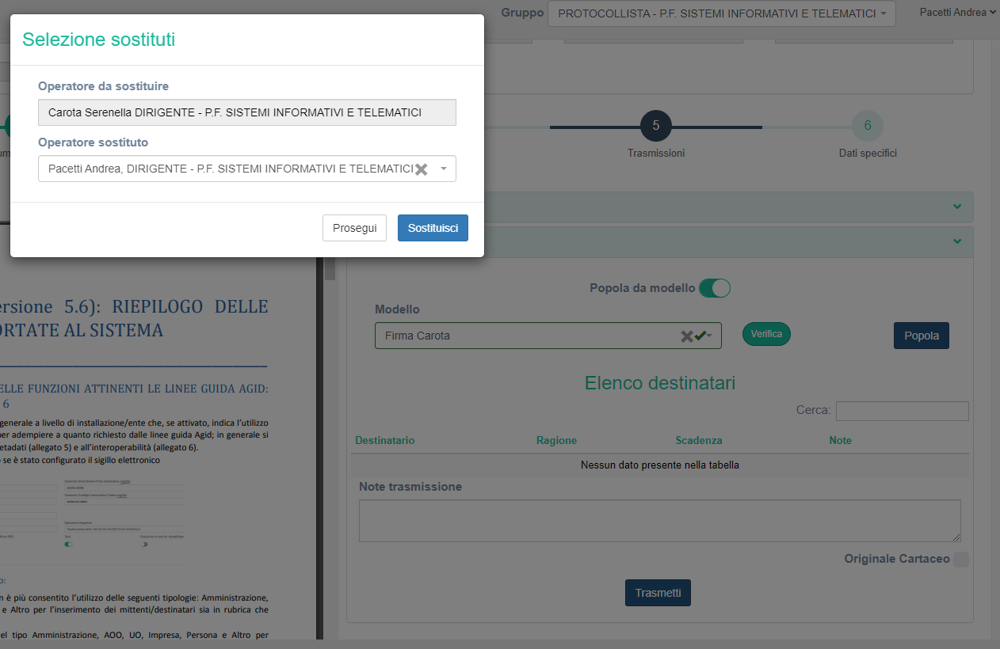 Gruppo
PROTOCOLLISTA - P.F. SISTEMI INFORMATIVI E TELEMATICI
Pacetti Andrea
Selezione sostituti
Operatore da sostituire
Carota Serenella DIRIGENTE - P.F. SISTEMI INFORMATIVI E TELEMATICI
Operatore sostituto
Pacetti Andrea, DIRIGENTE - P.F. SISTEMI INFORMATIVI E TELEMATICI
Prosegui
Sostituisci
5
6
Trasmissioni
Dati specifici
Popola da modello
Modello
Firma Carota
Verifica
Popola
Elenco destinatari
Cerca:
Destinatario Ragione Scadenza Note
Nessun dato presente nella tabella
Note trasmissione
Originale Cartaceo
Trasmetti
ersione 5.6): RIEPILOGO DELLE
ORTATE AL SISTEMA
ELLE FUNZIONI ATTINENTI LE LINEE GUIDA AGID:
6
generale a livello di installazione/ente che, se attivato, indica l'utilizzo
per adempiere a quanto richiesto dalle linee guida Agid; in generale si
etadati (allegato 5) e all'interoperabilità (allegato 6).
se è stato configurato il sigillo elettronico
o:
n è più consentito l'utilizzo delle seguenti tipologie: Amministrazione,
e Altro per l'inserimento dei mittenti/destinatari sia in rubrica che
el tipo Amministrazione, AOO, UO, Impresa, Persona e Altro per